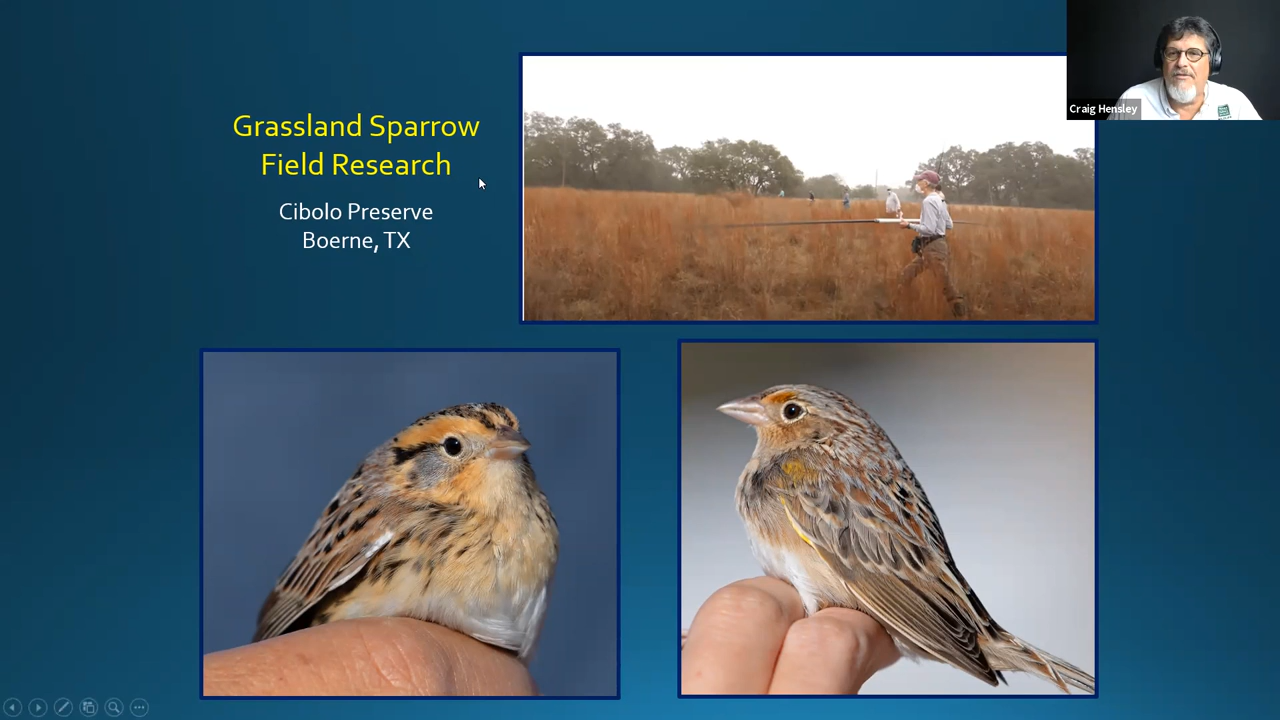 Grassland Sparrow
Field Research
Cibolo Preserve
Boerne, TX
Craig Hensley